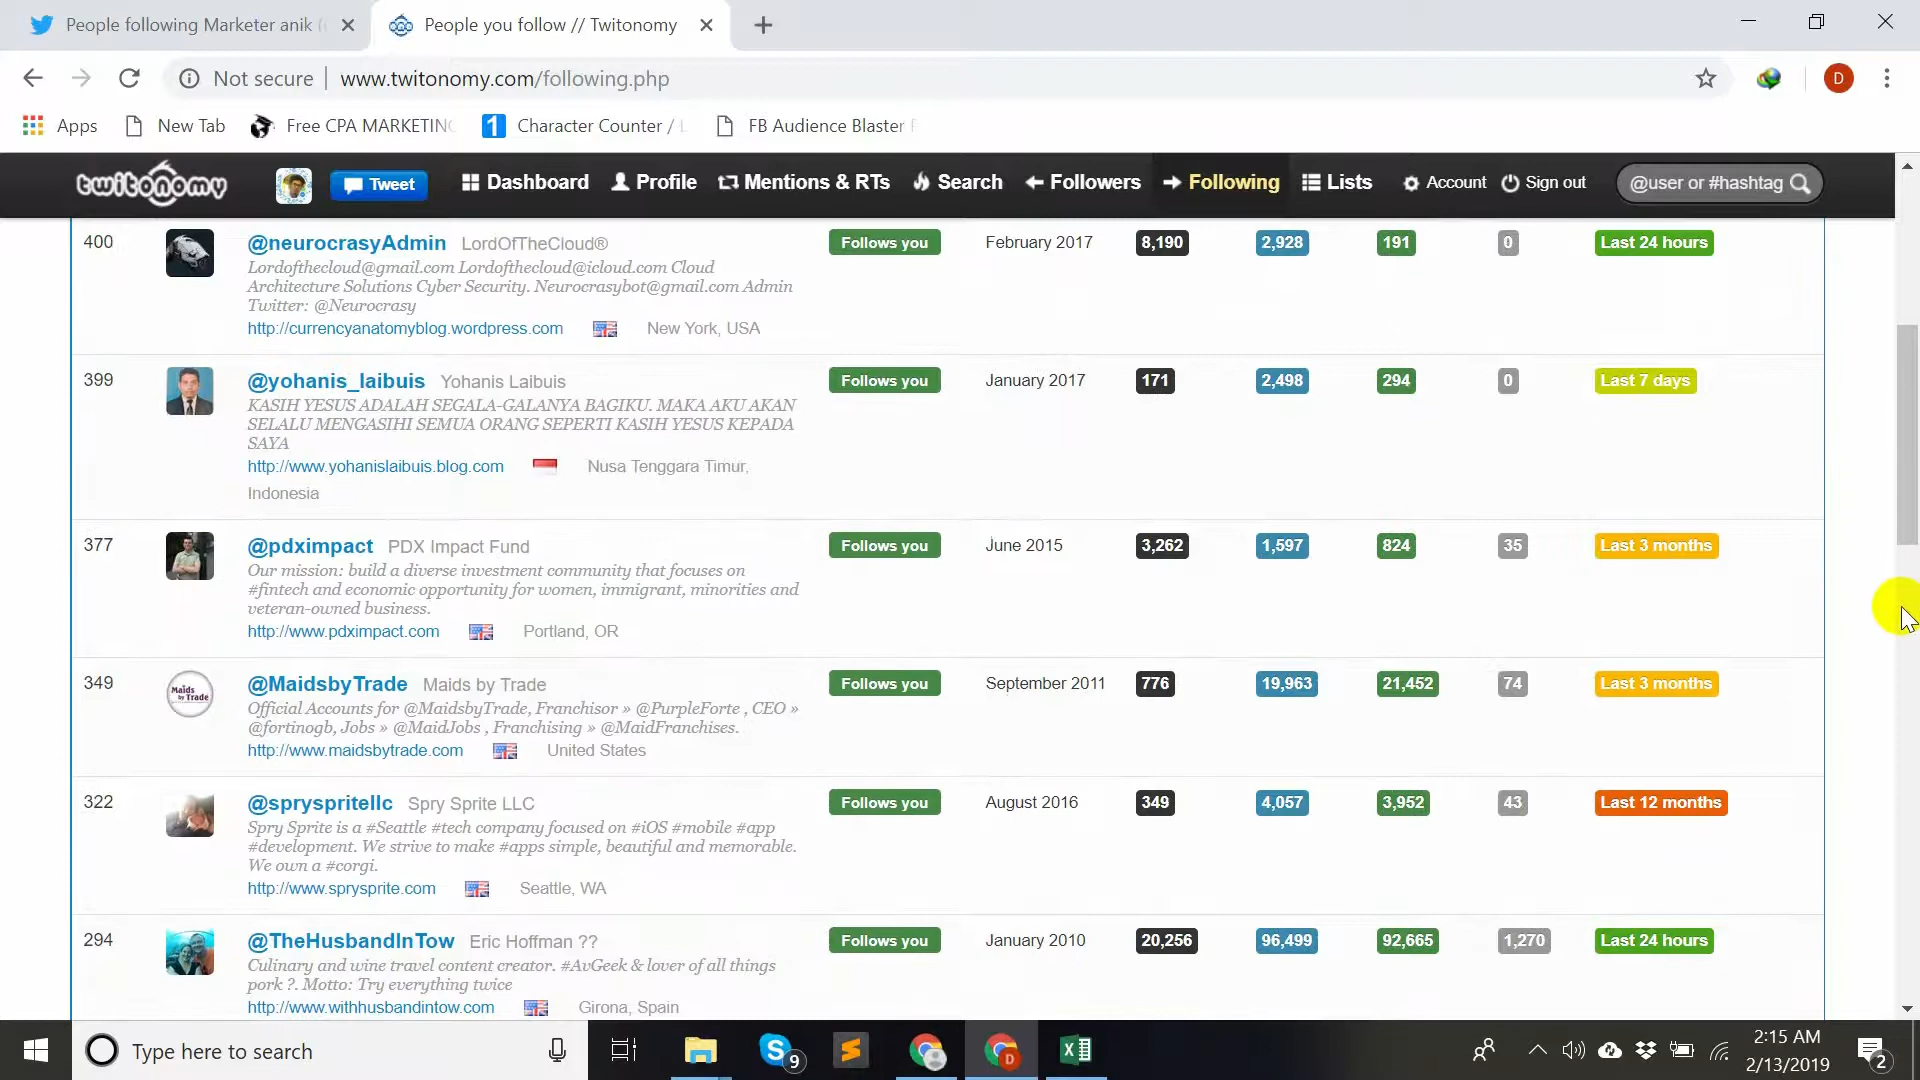 People following Marketer anik
People you follow // Twitonomy
Not secure
www.twitonomy.com/following.php
D
Apps
New Tab
Free CPA MARKETING
Character Counter /
FB Audience Blaster
twitonomy
Tweet
Dashboard
Profile
Mentions & RTs
Search
Followers
Following
Lists
Account
Sign out
@user or #hashtag
400 @neurocrasyAdmin LordOfTheCloud® Follows you February 2017 8,190 2,928 191 0 Last 24 hours
Lordofthecloud@gmail.com Lordofthecloud@icloud.com Cloud
Architecture Solutions Cyber Security. Neurocrasybot@gmail.com Admin
Twitter: @Neurocrasy
http://currencyanatomyblog.wordpress.com New York, USA
399 @yohanis_laibuis Yohanis Laibuis Follows you January 2017 171 2,498 294 0 Last 7 days
KASIH YESUS ADALAH SEGALA-GALANYA BAGIKU. MAKA AKU AKAN
SELALU MENGASIHI SEMUA ORANG SEPERTI KASIH YESUS KEPADA
SAYA
http://www.yohanislaibuis.blog.com Nusa Tenggara Timur,
Indonesia
377 @pdximpact PDX Impact Fund Follows you June 2015 3,262 1,597 824 35 Last 3 months
Our mission: build a diverse investment community that focuses on
#fintech and economic opportunity for women, immigrant, minorities and
veteran-owned business.
http://www.pdximpact.com Portland, OR
349 @MaidsbyTrade Maids by Trade Follows you September 2011 776 19,963 21,452 74 Last 3 months
Maids
by Trade
Official Accounts for @MaidsbyTrade, Franchisor » @PurpleForte , CEO »
@fortinogb, Jobs » @MaidJobs , Franchising » @MaidFranchises.
http://www.maidsbytrade.com United States
322 @spryspritellc Spry Sprite LLC Follows you August 2016 349 4,057 3,952 43 Last 12 months
Spry Sprite is a #Seattle #tech company focused on #iOS #mobile #app
#development. We strive to make #apps simple, beautiful and memorable.
We own a #corgi.
http://www.sprysprite.com Seattle, WA
294 @TheHusbandInTow Eric Hoffman ?? Follows you January 2010 20,256 96,499 92,665 1,270 Last 24 hours
Culinary and wine travel content creator. #AvGeek & lover of all things
pork ?. Motto: Try everything twice
http://www.withhusbandintow.com Girona, Spain
Type here to search
9
D
2:15 AM
2/13/2019
2